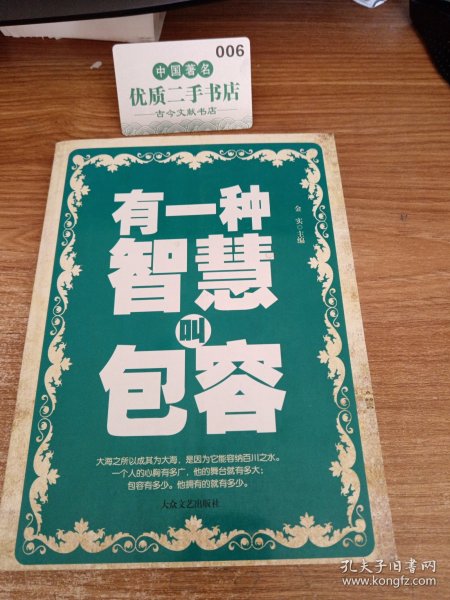 006
中国著名
优质二手书店
古今文献书店
有一种
智慧
叫
包容
金实○主编
大海之所以成其为大海，是因为它能容纳百川之水。
一个人的心胸有多广，他的舞台就有多大；
包容有多少。他拥有的就有多少。
大众文艺出版社
孔夫子旧书网
www.kongfz.com